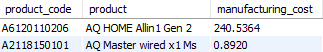 product_code product manufacturing_cost
A6120110206 AQ HOME Allin1 Gen 2 240.5364
A2118150101 AQ Master wired x1 Ms 0.8920